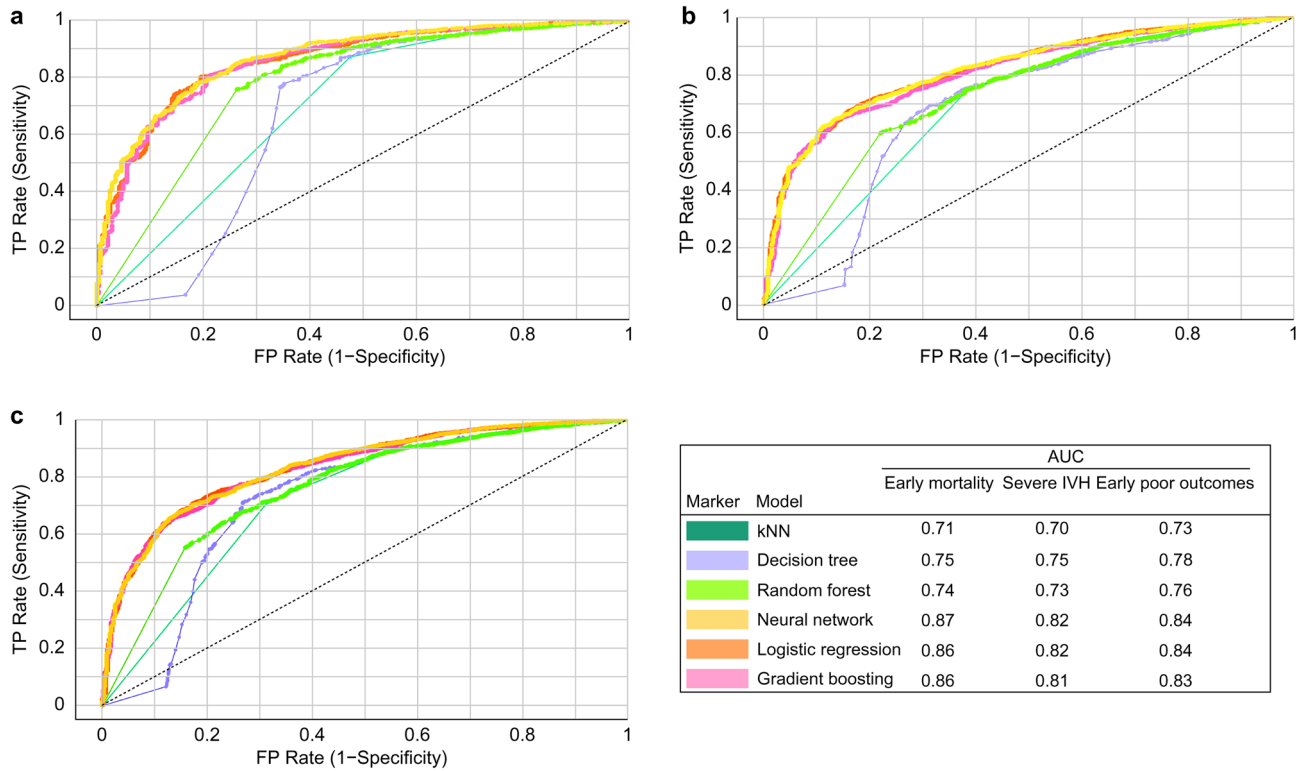 a
1
0.8
0.6
0.4
0.2
0
TP Rate (Sensitivity)
0 0.2 0.4 0.6 0.8 1
FP Rate (1−Specificity)
b
1
0.8
0.6
0.4
0.2
0
TP Rate (Sensitivity)
0 0.2 0.4 0.6 0.8 1
FP Rate (1−Specificity)
c
1
0.8
0.6
0.4
0.2
0
TP Rate (Sensitivity)
0 0.2 0.4 0.6 0.8 1
FP Rate (1−Specificity)
AUC
Marker Model Early mortality Severe IVH Early poor outcomes
kNN 0.71 0.70 0.73
Decision tree 0.75 0.75 0.78
Random forest 0.74 0.73 0.76
Neural network 0.87 0.82 0.84
Logistic regression 0.86 0.82 0.84
Gradient boosting 0.86 0.81 0.83